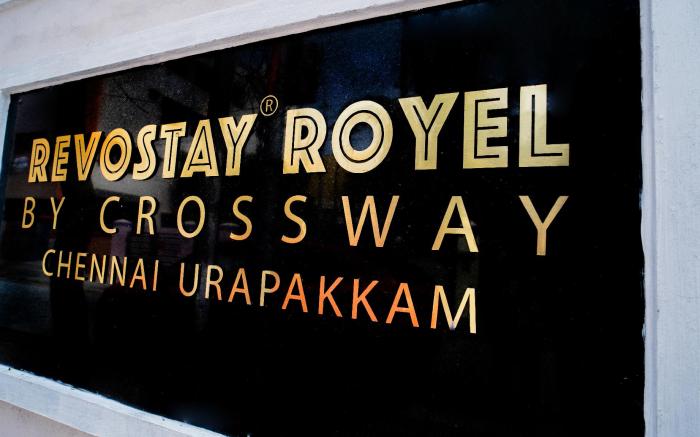 REVOSTAY® ROYEL
BY CROSSWAY
CHENNAI URAPAKKAM